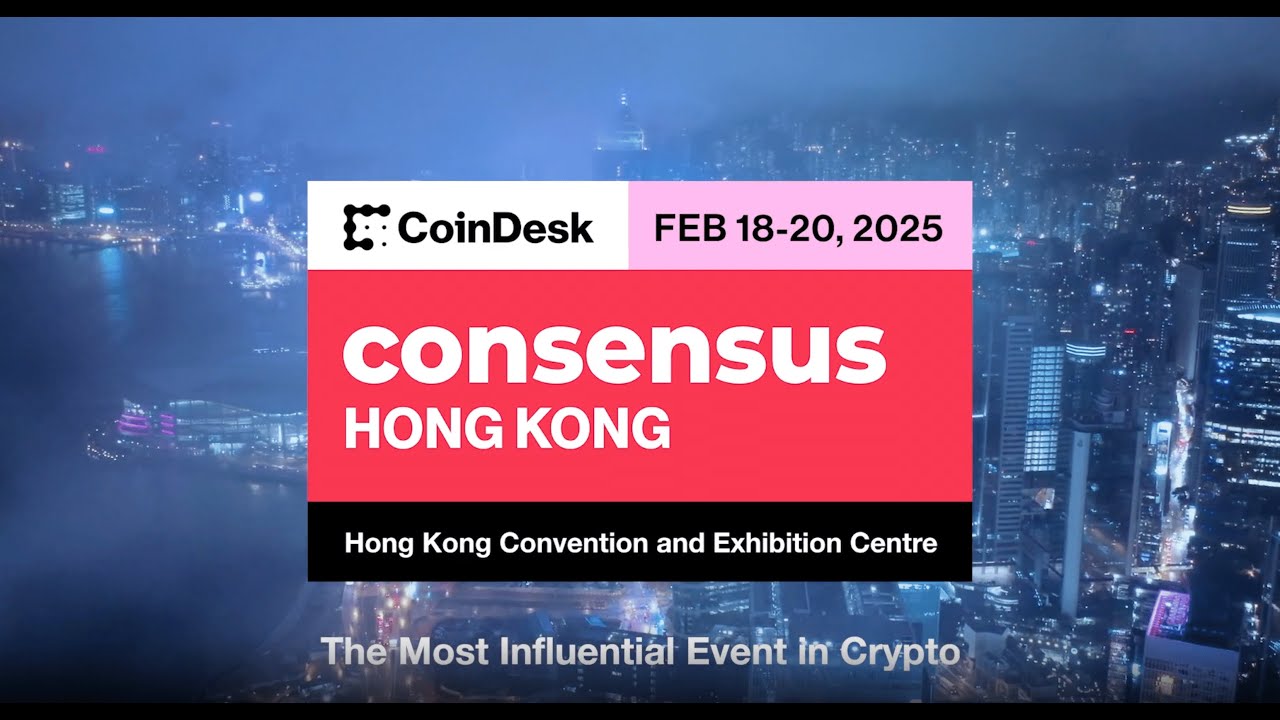 CoinDesk
FEB 18-20, 2025
consensus
HONG KONG
Hong Kong Convention and Exhibition Centre
The Most Influential Event in Crypto